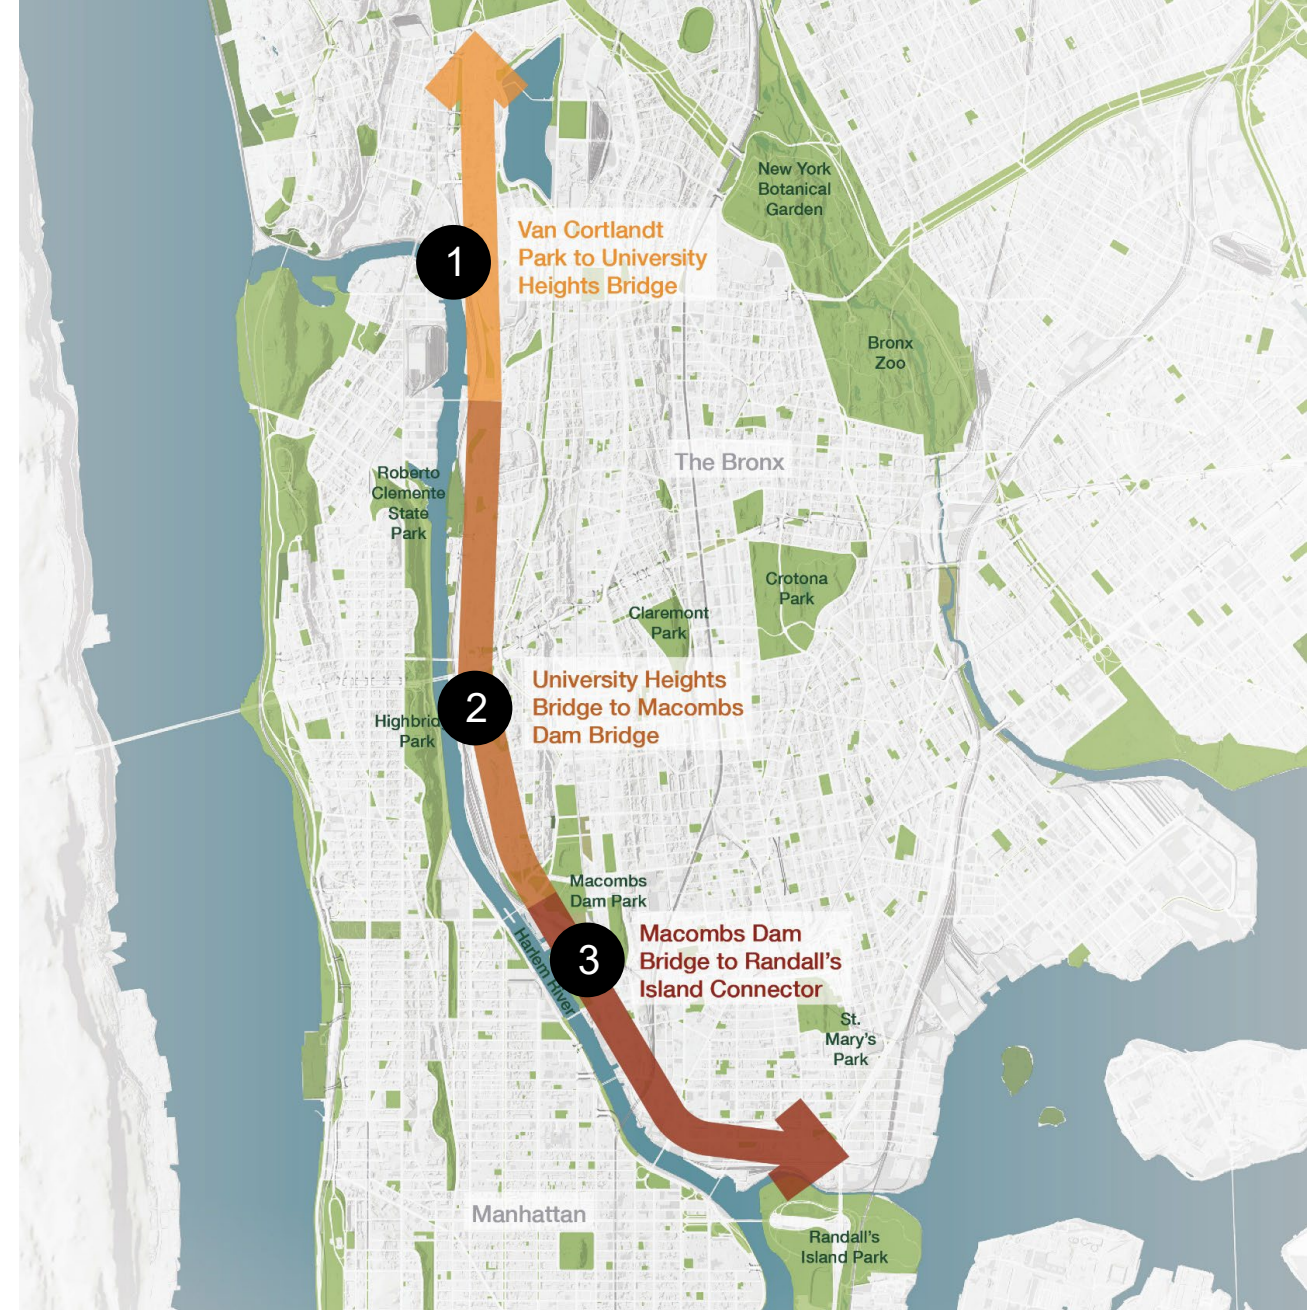 New York
Botanical
Garden
1
Van Cortlandt
Park to University
Heights Bridge
Bronx
Zoo
The Bronx
Roberto
Clemente
State
Park
Crotona
Park
Claremont
Park
2
University Heights
Bridge to Macombs
Dam Bridge
Highbrid
Park
Macombs
Dam Park
3
Macombs Dam
Bridge to Randall's
Island Connector
Harlem River
St.
Mary's
Park
Manhattan
Randall's
Island Park